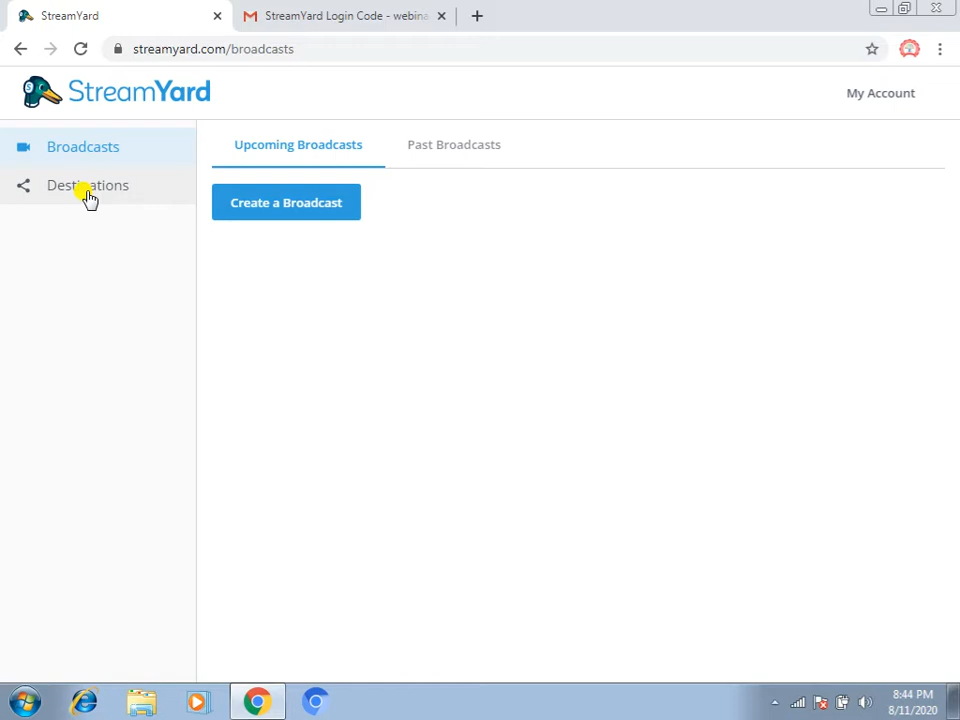 StreamYard
StreamYard Login Code - webina
streamyard.com/broadcasts
StreamYard
My Account
Broadcasts
Destinations
Upcoming Broadcasts
Past Broadcasts
Create a Broadcast
8:44 PM
8/11/2020